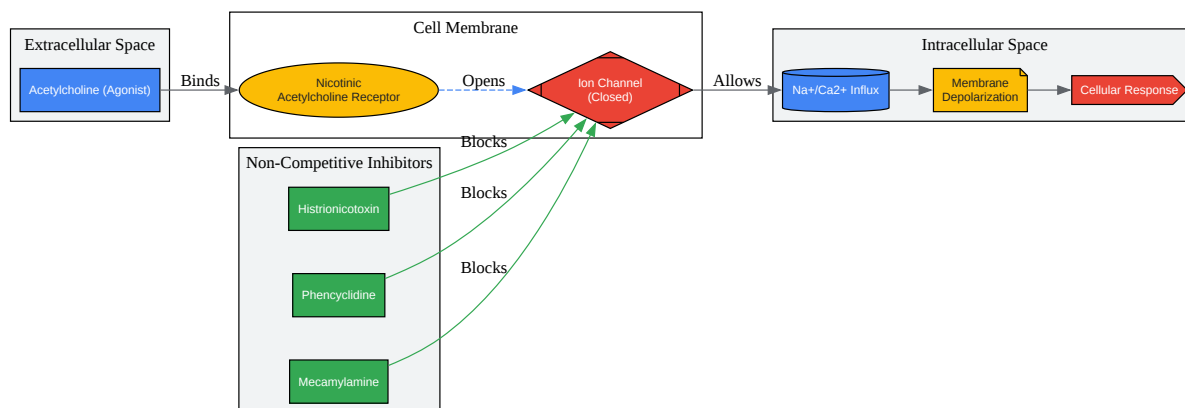 Extracellular Space
Acetylcholine (Agonist)
Binds
Cell Membrane
Nicotinic
Acetylcholine Receptor
Opens
Ion Channel
(Closed)
Allows
Intracellular Space
Na+/Ca2+ Influx
Membrane
Depolarization
Cellular Response
Non-Competitive Inhibitors
Histrionicotoxin
Blocks
Phencyclidine
Blocks
Mecamylamine
Blocks